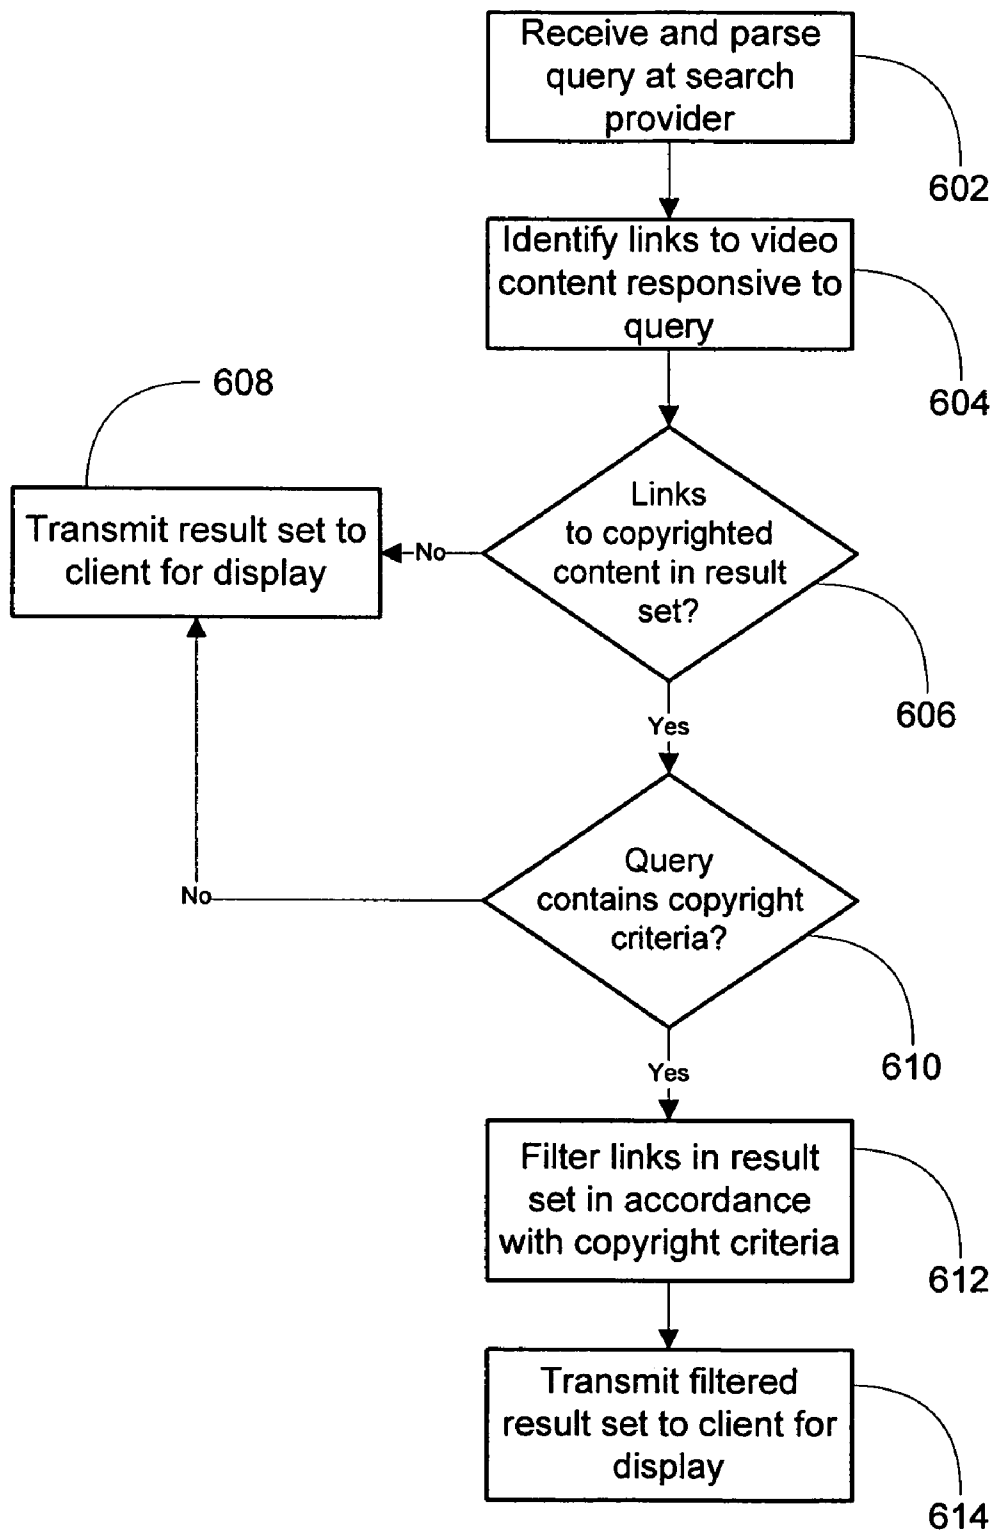 Receive and parse
query at search
provider
602
Identify links to video
content responsive to
query
604
608
Transmit result set to
client for display
No
Links
to copyrighted
content in result
set?
606
Yes
Query
contains copyright
criteria?
No
610
Yes
Filter links in result
set in accordance
with copyright criteria
612
Transmit filtered
result set to client for
display
614